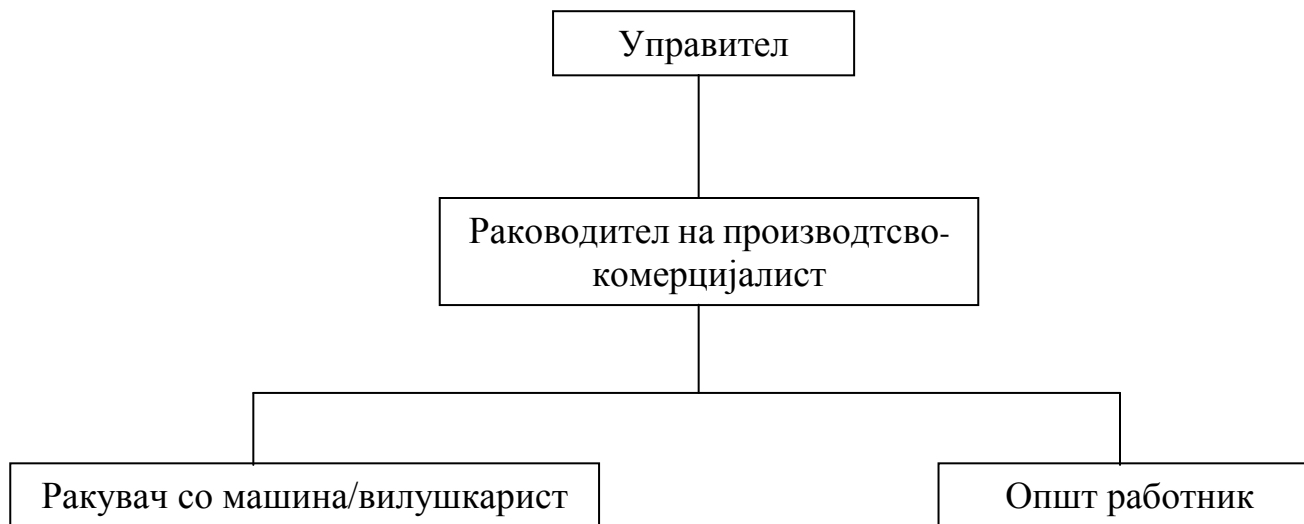 Управител
Раководител на производтсво-
комерцијалист
Ракувач со машина/вилушкарист
Општ работник